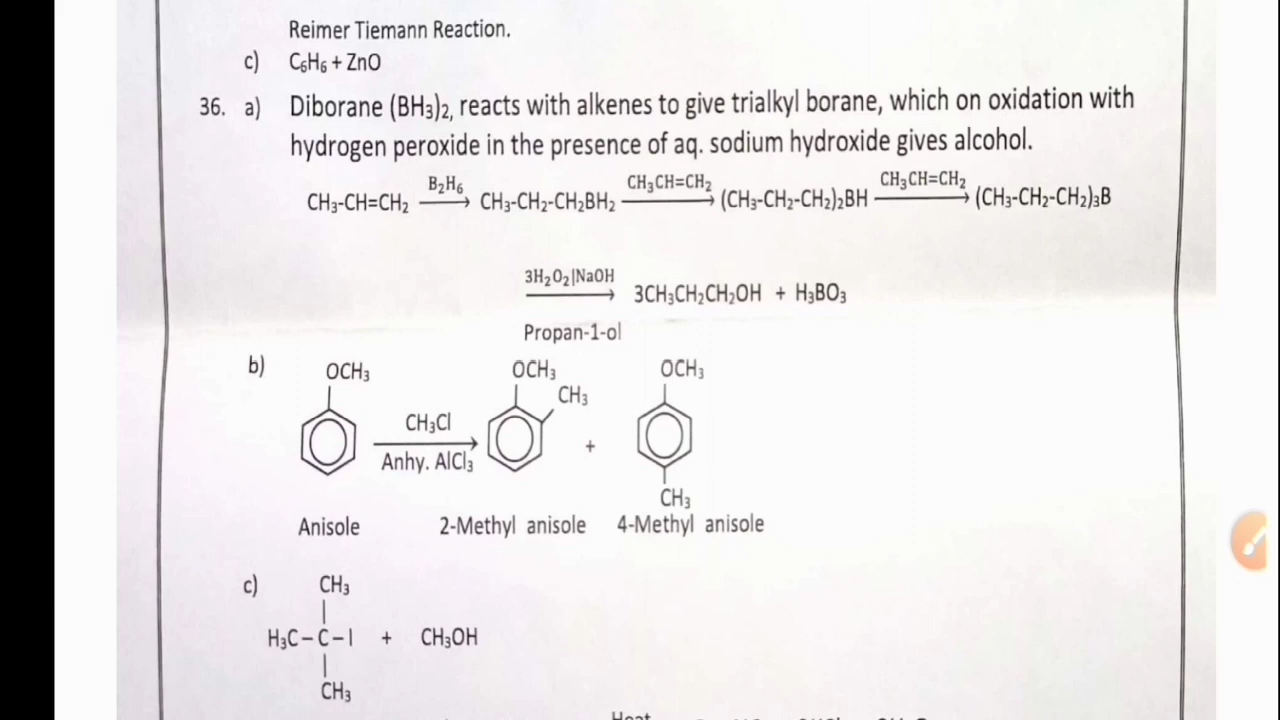 Reimer Tiemann Reaction.
c) C₆H₆ + ZnO
36. a) Diborane (BH₃)₂, reacts with alkenes to give trialkyl borane, which on oxidation with
hydrogen peroxide in the presence of aq. sodium hydroxide gives alcohol.
B₂H₆ CH₃CH=CH₂ CH₃CH=CH₂
CH₃-CH=CH₂ ⟶ CH₃-CH₂-CH₂BH₂ ⟶ (CH₃-CH₂-CH₂)₂BH ⟶ (CH₃-CH₂-CH₂)₃B
3H₂O₂|NaOH
⟶ 3CH₃CH₂CH₂OH + H₃BO₃
Propan-1-ol
b) OCH₃ OCH₃ OCH₃
CH₃
CH₃Cl
⟶ +
Anhy. AlCl₃
CH₃
Anisole 2-Methyl anisole 4-Methyl anisole
c) CH₃
|
H₃C – C – I + CH₃OH
|
CH₃
Heat